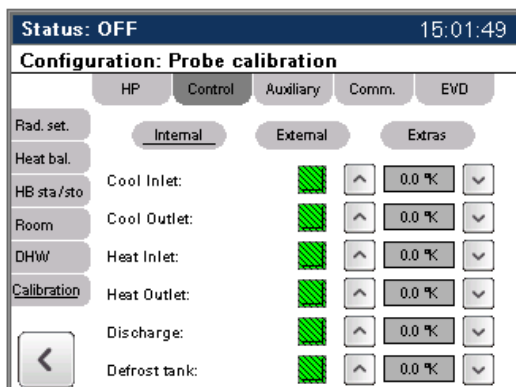 Status: OFF 15:01:49
Configuration: Probe calibration
HP Control Auxiliary Comm. EVD
Rad. set.
Heat bal.
HB sta/sto
Room
DHW
Calibration
Internal External Extras
Cool Inlet: 0.0 °K
Cool Outlet: 0.0 °K
Heat Inlet: 0.0 °K
Heat Outlet: 0.0 °K
Discharge: 0.0 °K
Defrost tank: 0.0 °K